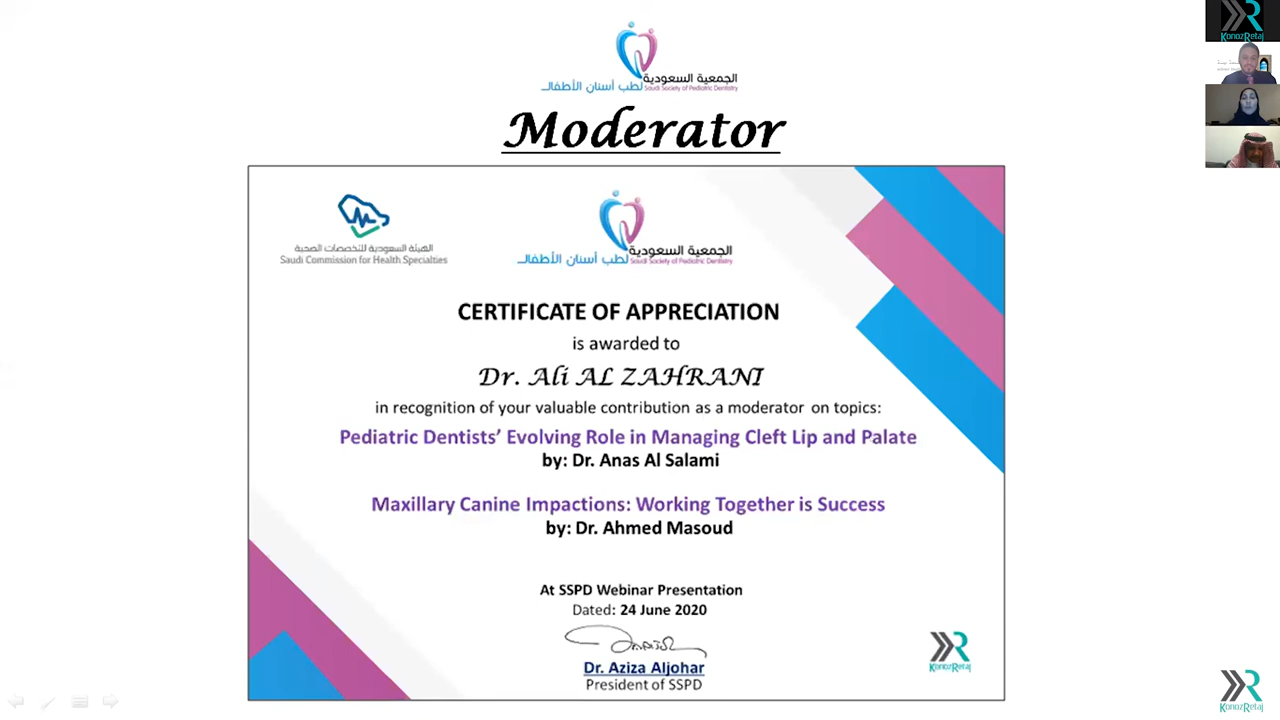 الجمعية السعودية
لطب أسنان الأطفال
Saudi Society of Pediatric Dentistry
Moderator
الهيئة السعودية للتخصصات الصحية
Saudi Commission for Health Specialties
الجمعية السعودية
لطب أسنان الأطفال
Saudi Society of Pediatric Dentistry
CERTIFICATE OF APPRECIATION
is awarded to
Dr. Ali AL ZAHRANI
in recognition of your valuable contribution as a moderator on topics:
Pediatric Dentists’ Evolving Role in Managing Cleft Lip and Palate
by: Dr. Anas Al Salami
Maxillary Canine Impactions: Working Together is Success
by: Dr. Ahmed Masoud
At SSPD Webinar Presentation
Dated: 24 June 2020
Dr. Aziza Aljohar
President of SSPD
KonozRetaj
KonozRetaj
KonozRetaj